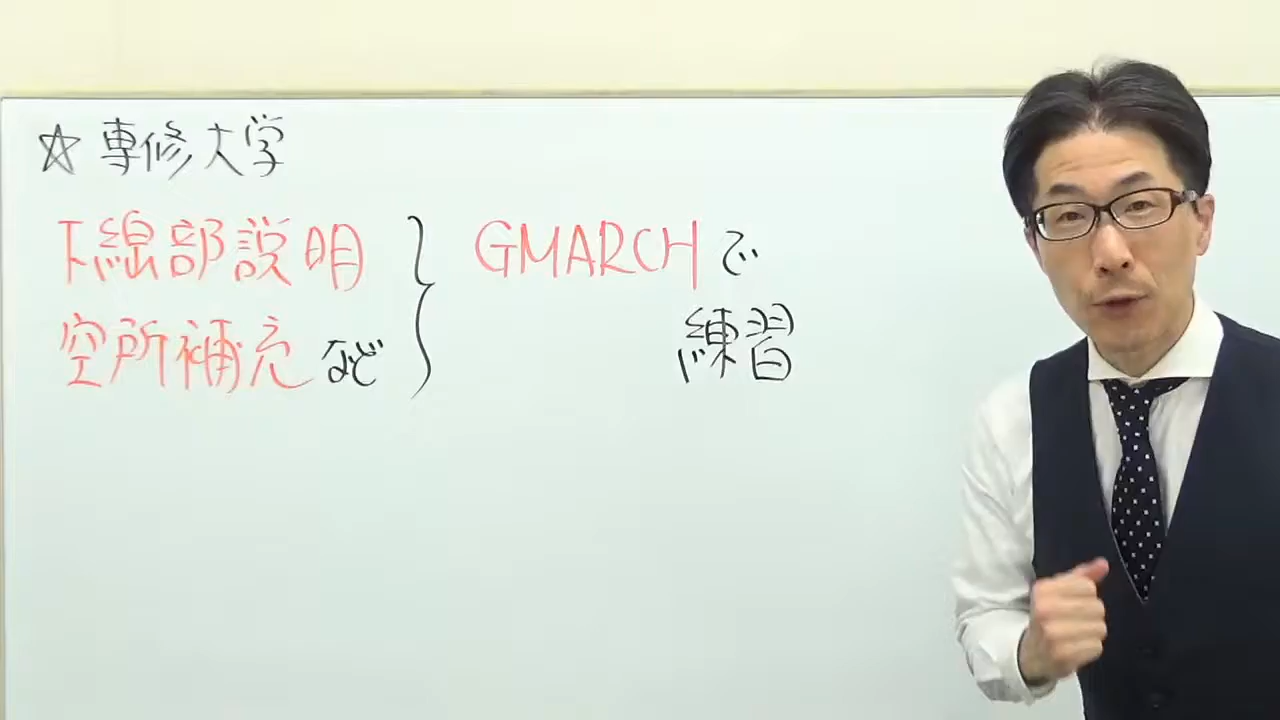 ☆ 専修大学
下線部説明
空所補充 など
GMARCHで
練習